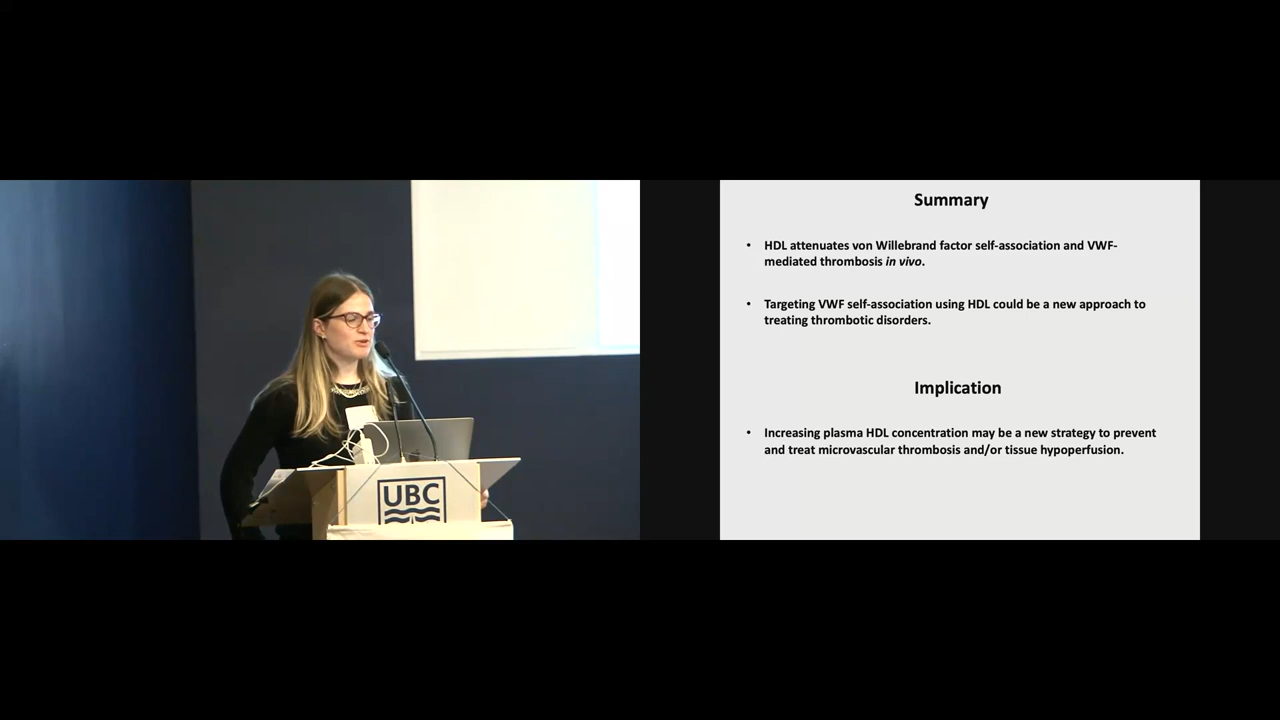 UBC
Summary
• HDL attenuates von Willebrand factor self-association and VWF-
mediated thrombosis in vivo.
• Targeting VWF self-association using HDL could be a new approach to
treating thrombotic disorders.
Implication
• Increasing plasma HDL concentration may be a new strategy to prevent
and treat microvascular thrombosis and/or tissue hypoperfusion.